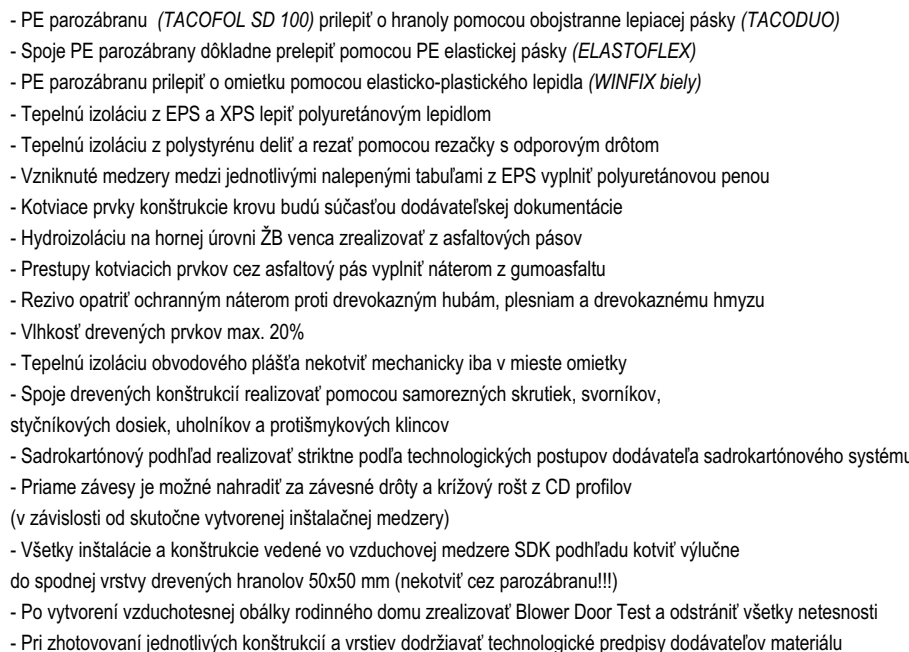 - PE parozábranu (TACOFOL SD 100) prilepiť o hranoly pomocou obojstranne lepiacej pásky (TACODUO)
- Spoje PE parozábrany dôkladne prelepiť pomocou PE elastickej pásky (ELASTOFLEX)
- PE parozábranu prilepiť o omietku pomocou elasticko-plastického lepidla (WINFIX biely)
- Tepelnú izoláciu z EPS a XPS lepiť polyuretánovým lepidlom
- Tepelnú izoláciu z polystyrénu deliť a rezať pomocou rezačky s odporovým drôtom
- Vzniknuté medzery medzi jednotlivými nalepenými tabuľami z EPS vyplniť polyuretánovou penou
- Kotviace prvky konštrukcie krovu budú súčasťou dodávateľskej dokumentácie
- Hydroizoláciu na hornej úrovni ŽB venca zrealizovať z asfaltových pásov
- Prestupy kotviacich prvkov cez asfaltový pás vyplniť náterom z gumoasfaltu
- Rezivo opatriť ochranným náterom proti drevokazným hubám, plesniam a drevokaznému hmyzu
- Vlhkosť drevených prvkov max. 20%
- Tepelnú izoláciu obvodového plášťa nekotviť mechanicky iba v mieste omietky
- Spoje drevených konštrukcií realizovať pomocou samorezných skrutiek, svorníkov,
styčníkových dosiek, uholníkov a protišmykových klincov
- Sadrokartónový podhľad realizovať striktne podľa technologických postupov dodávateľa sadrokartónového systému
- Priame závesy je možné nahradiť za závesné drôty a krížový rošt z CD profilov
(v závislosti od skutočne vytvorenej inštalačnej medzery)
- Všetky inštalácie a konštrukcie vedené vo vzduchovej medzere SDK podhľadu kotviť výlučne
do spodnej vrstvy drevených hranolov 50x50 mm (nekotviť cez parozábranu!!!)
- Po vytvorení vzduchotesnej obálky rodinného domu zrealizovať Blower Door Test a odstrániť všetky netesnosti
- Pri zhotovovaní jednotlivých konštrukcií a vrstiev dodržiavať technologické predpisy dodávateľov materiálu